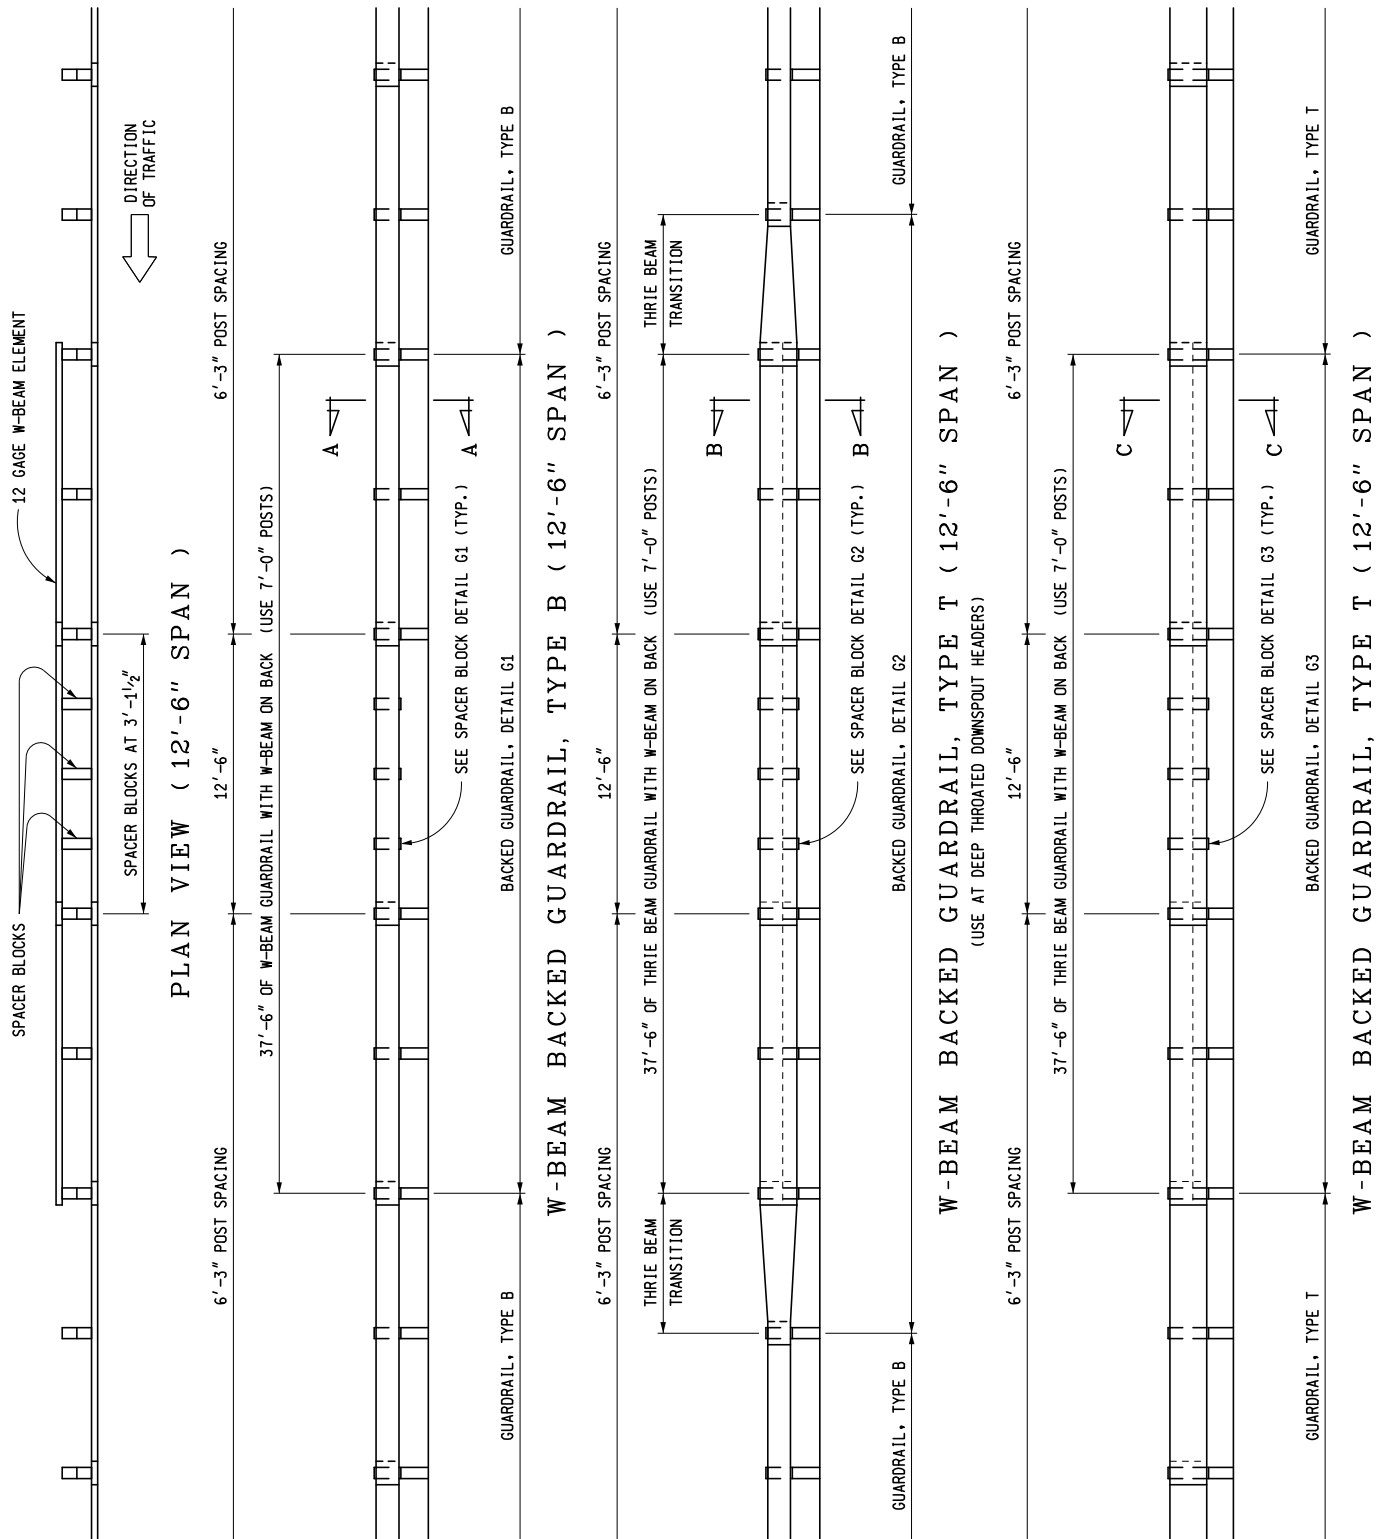 SPACER BLOCKS
12 GAGE W-BEAM ELEMENT
DIRECTION
OF TRAFFIC
SPACER BLOCKS AT 3'-1½"
PLAN VIEW ( 12'-6" SPAN )
6'-3" POST SPACING
12'-6"
6'-3" POST SPACING
37'-6" OF W-BEAM GUARDRAIL WITH W-BEAM ON BACK (USE 7'-0" POSTS)
A
A
SEE SPACER BLOCK DETAIL G1 (TYP.)
GUARDRAIL, TYPE B
BACKED GUARDRAIL, DETAIL G1
GUARDRAIL, TYPE B
W-BEAM BACKED GUARDRAIL, TYPE B ( 12'-6" SPAN )
6'-3" POST SPACING
12'-6"
6'-3" POST SPACING
THRIE BEAM
TRANSITION
37'-6" OF THRIE BEAM GUARDRAIL WITH W-BEAM ON BACK (USE 7'-0" POSTS)
THRIE BEAM
TRANSITION
B
B
SEE SPACER BLOCK DETAIL G2 (TYP.)
GUARDRAIL, TYPE B
BACKED GUARDRAIL, DETAIL G2
GUARDRAIL, TYPE B
W-BEAM BACKED GUARDRAIL, TYPE T ( 12'-6" SPAN )
(USE AT DEEP THROATED DOWNSPOUT HEADERS)
6'-3" POST SPACING
12'-6"
6'-3" POST SPACING
37'-6" OF THRIE BEAM GUARDRAIL WITH W-BEAM ON BACK (USE 7'-0" POSTS)
C
C
SEE SPACER BLOCK DETAIL G3 (TYP.)
GUARDRAIL, TYPE T
BACKED GUARDRAIL, DETAIL G3
GUARDRAIL, TYPE T
W-BEAM BACKED GUARDRAIL, TYPE T ( 12'-6" SPAN )